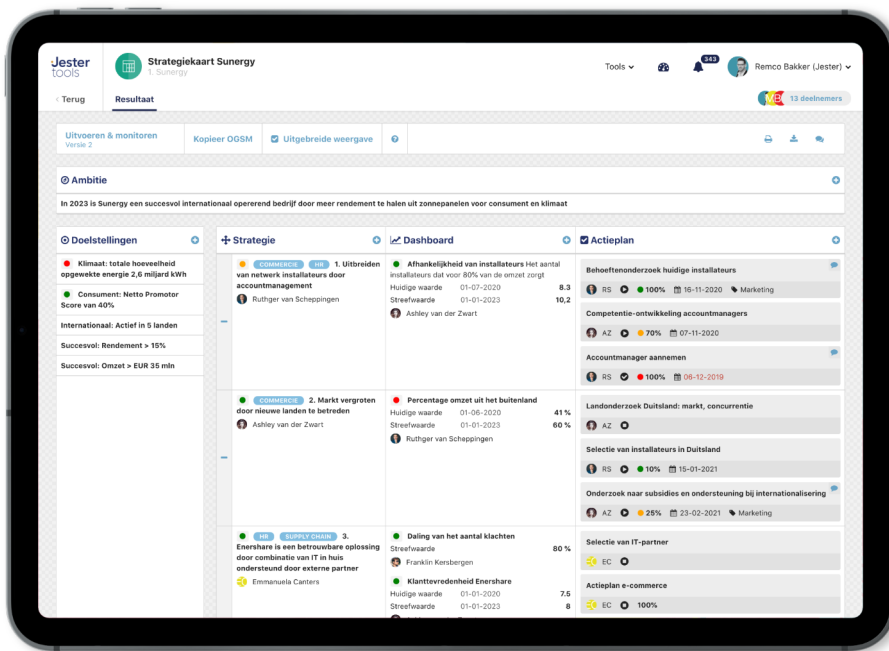 Jester
tools
Strategiekaart Sunergy
1: Sunergy
Tools
343
Remco Bakker (Jester)
Terug
Resultaat
13 deelnemers
Uitvoeren & monitoren
Versie 2
Kopieer OGSM
Uitgebreide weergave
Ambitie
In 2023 is Sunergy een succesvol internationaal opererend bedrijf door meer rendement te halen uit zonnepanelen voor consument en klimaat
Doelstellingen
Klimaat: totale hoeveelheid
opgewekte energie 2,6 miljard kWh
Consument: Netto Promotor
Score van 40%
Internationaal: Actief in 5 landen
Succesvol: Rendement > 15%
Succesvol: Omzet > EUR 35 mln
Strategie
COMMERCIE HR 1. Uitbreiden
van netwerk installateurs door
accountmanagement
Ruthger van Scheppingen
COMMERCIE 2. Markt vergroten
door nieuwe landen te betreden
Ashley van der Zwart
HR SUPPLY CHAIN 3.
Enershare is een betrouwbare oplossing
door combinatie van IT in huis
ondersteund door externe partner
Emmanuela Canters
Dashboard
Afhankelijkheid van installateurs Het aantal
installateurs dat voor 80% van de omzet zorgt
Huidige waarde 01-07-2020 8.3
Streefwaarde 01-01-2023 10,2
Ashley van der Zwart
Percentage omzet uit het buitenland
Huidige waarde 01-06-2020 41 %
Streefwaarde 01-01-2023 60 %
Ruthger van Scheppingen
Daling van het aantal klachten
Streefwaarde 80 %
Franklin Kersbergen
Klanttevredenheid Enershare
Huidige waarde 01-01-2020 7.5
Streefwaarde 01-01-2023 8
Actieplan
Behoeftenonderzoek huidige installateurs
RS 100% 16-11-2020 Marketing
Competentie-ontwikkeling accountmanagers
AZ 70% 07-11-2020
Accountmanager aannemen
RS 100% 06-12-2019
Landonderzoek Duitsland: markt, concurrentie
AZ
Selectie van installateurs in Duitsland
RS 10% 15-01-2021
Onderzoek naar subsidies en ondersteuning bij internationalisering
AZ 25% 23-02-2021 Marketing
Selectie van IT-partner
EC
Actieplan e-commerce
EC 100%